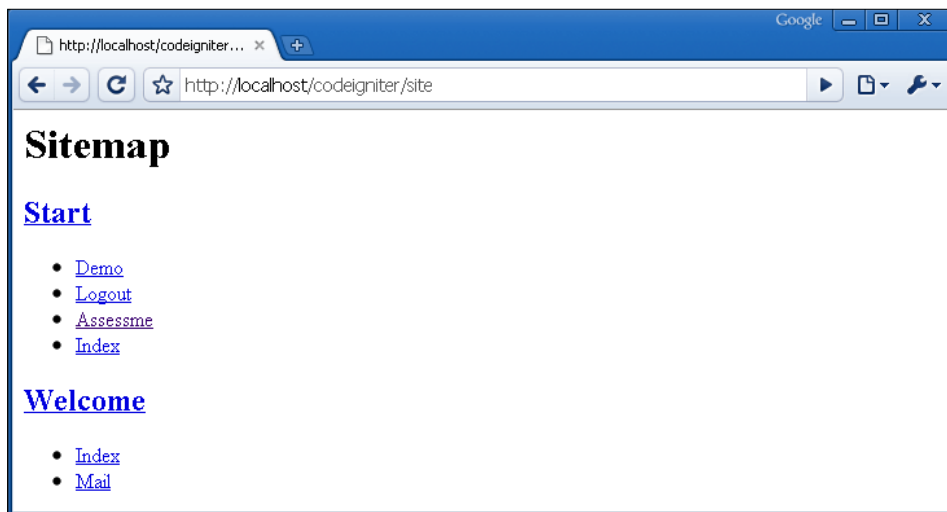 Google
http://localhost/codeigniter...
http://localhost/codeigniter/site
Sitemap
Start
Demo
Logout
Assessme
Index
Welcome
Index
Mail